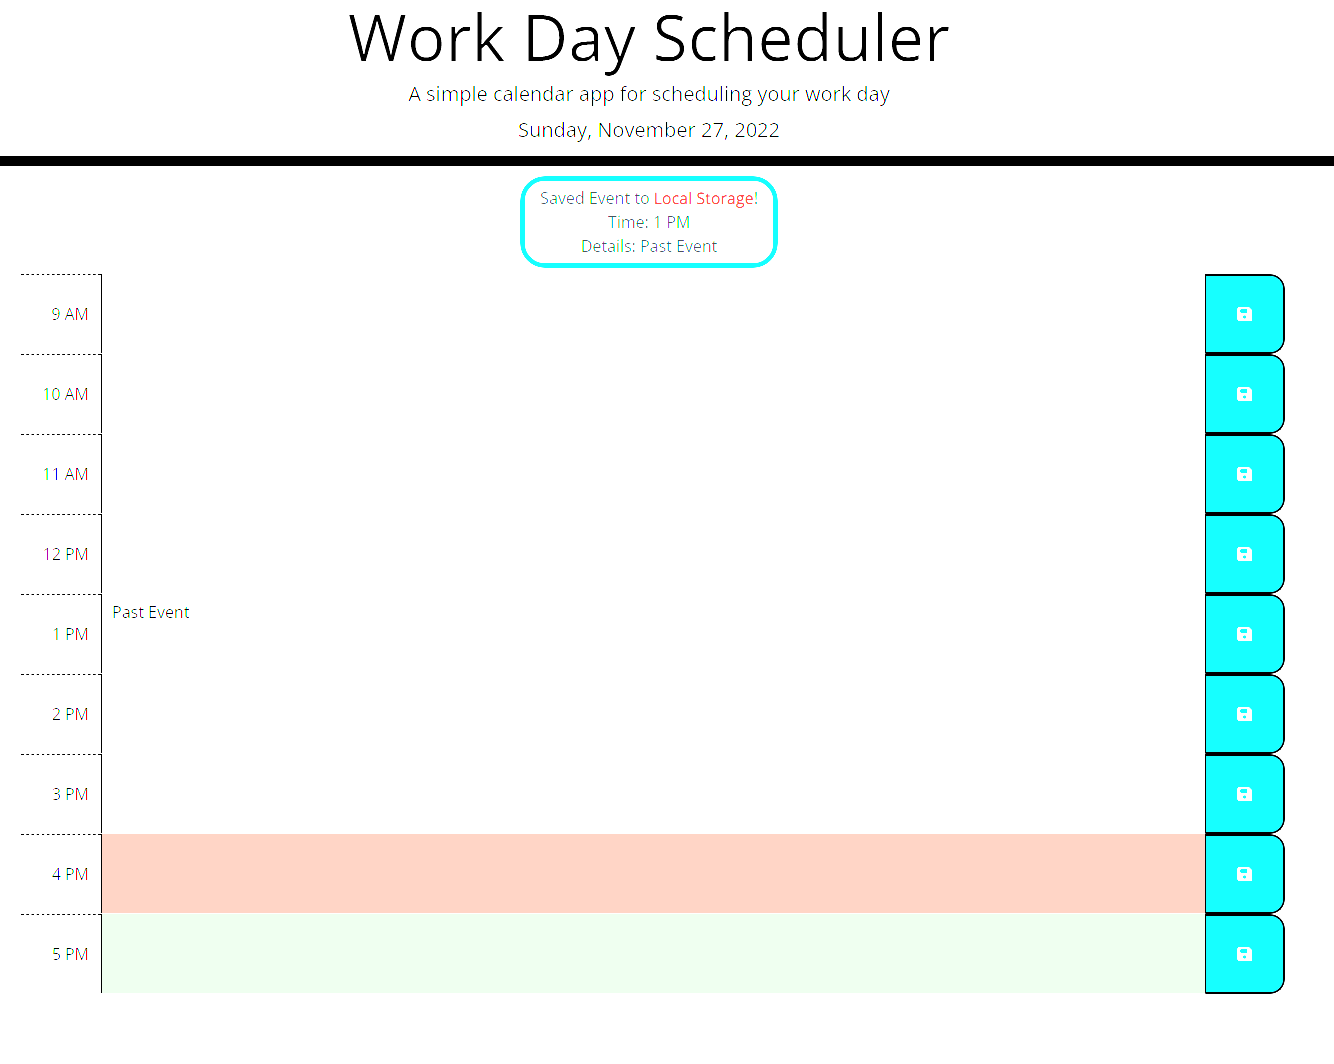 Work Day Scheduler
A simple calendar app for scheduling your work day
Sunday, November 27, 2022
Saved Event to Local Storage!
Time: 1 PM
Details: Past Event
9 AM
10 AM
11 AM
12 PM
Past Event
1 PM
2 PM
3 PM
4 PM
5 PM